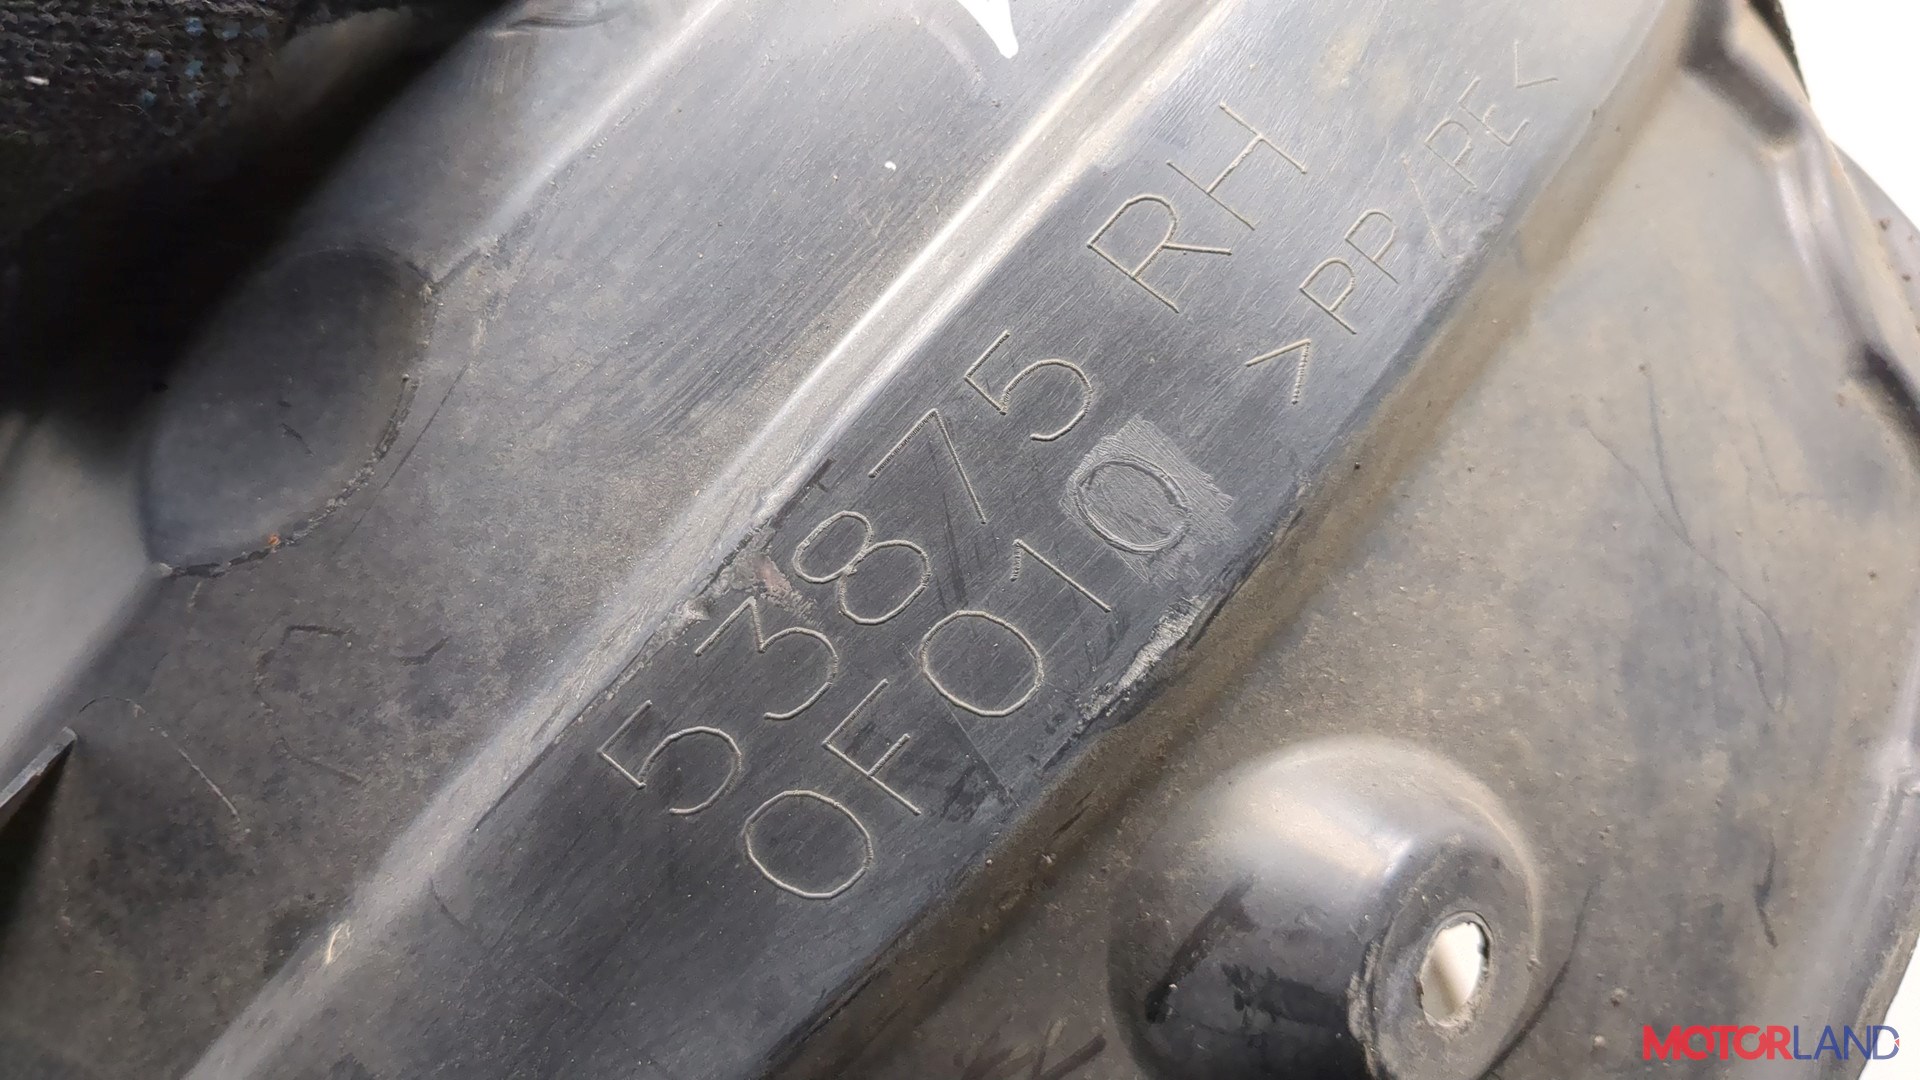 53875 RH
0F010
>PP/PE<
MOTORLAND